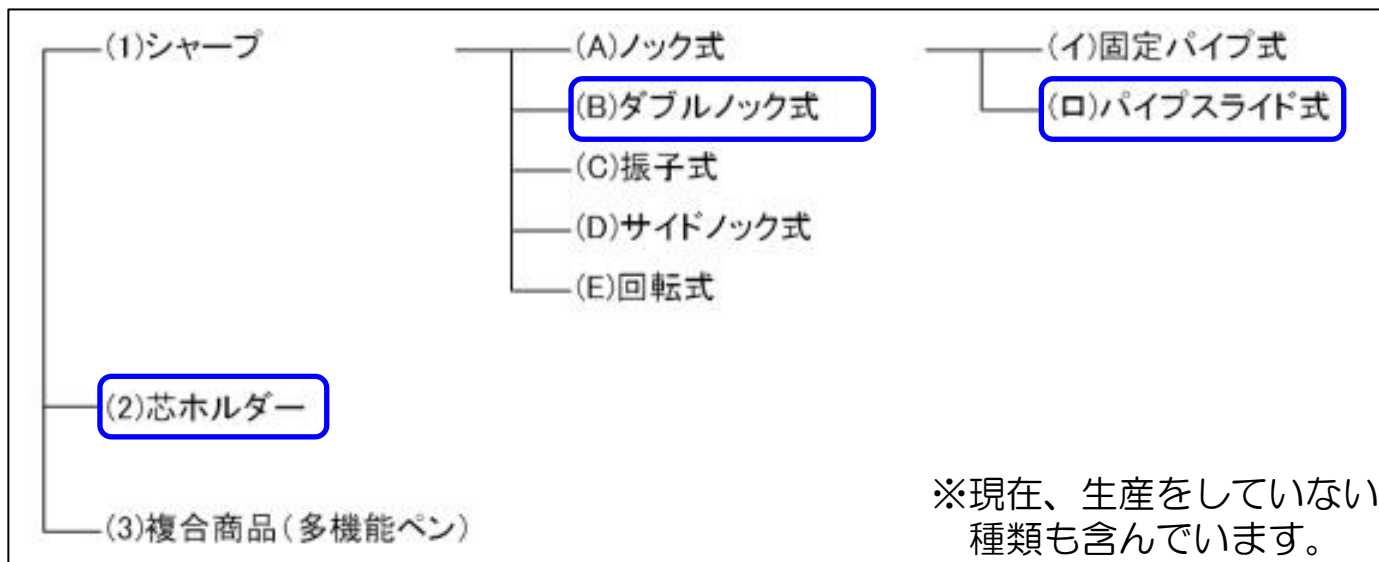 (1)シャープ
(A)ノック式
(イ)固定パイプ式
(B)ダブルノック式
(ロ)パイプスライド式
(C)振子式
(D)サイドノック式
(E)回転式
(2)芯ホルダー
(3)複合商品(多機能ペン)
※現在、生産をしていない
種類も含んでいます。